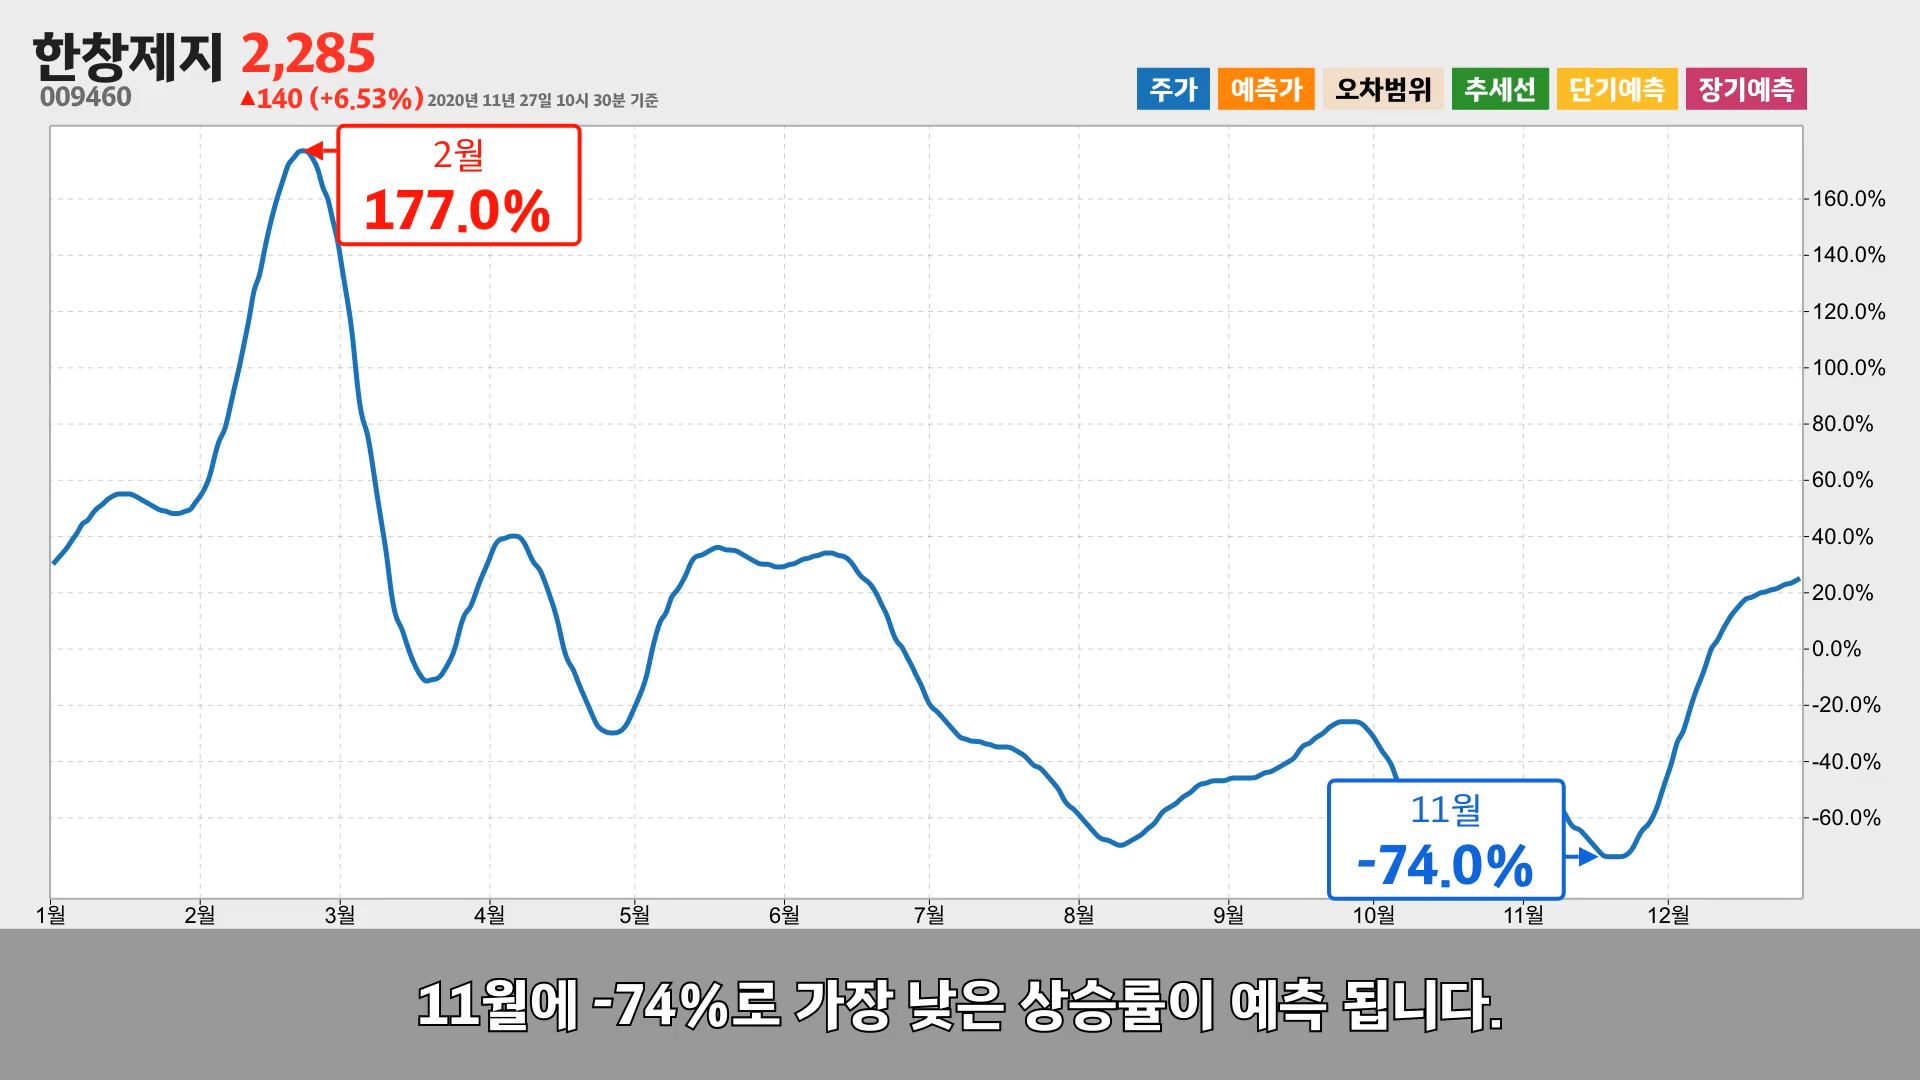 한창제지 2,285
009460 ▲140 (+6.53%) 2020년 11년 27일 10시 30분 기준
주가 예측가 오차범위 추세선 단기예측 장기예측
2월
177.0%
160.0%
140.0%
120.0%
100.0%
80.0%
60.0%
40.0%
20.0%
0.0%
-20.0%
-40.0%
-60.0%
11월
-74.0%
1월 2월 3월 4월 5월 6월 7월 8월 9월 10월 11월 12월
11월에 -74%로 가장 낮은 상승률이 예측 됩니다.